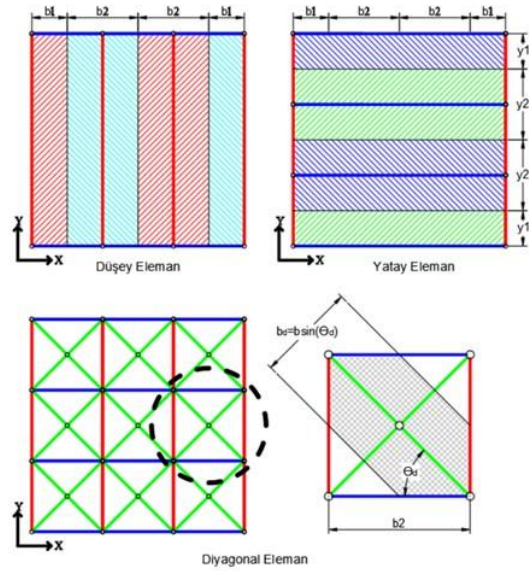 b1 b2 b2 b1
Y
X
Düşey Eleman
b2 b2 b1
y1
y2
y2
y1
Y
X
Yatay Eleman
Y
X
bd=bsin(Θd)
Θd
b2
Diyagonal Eleman